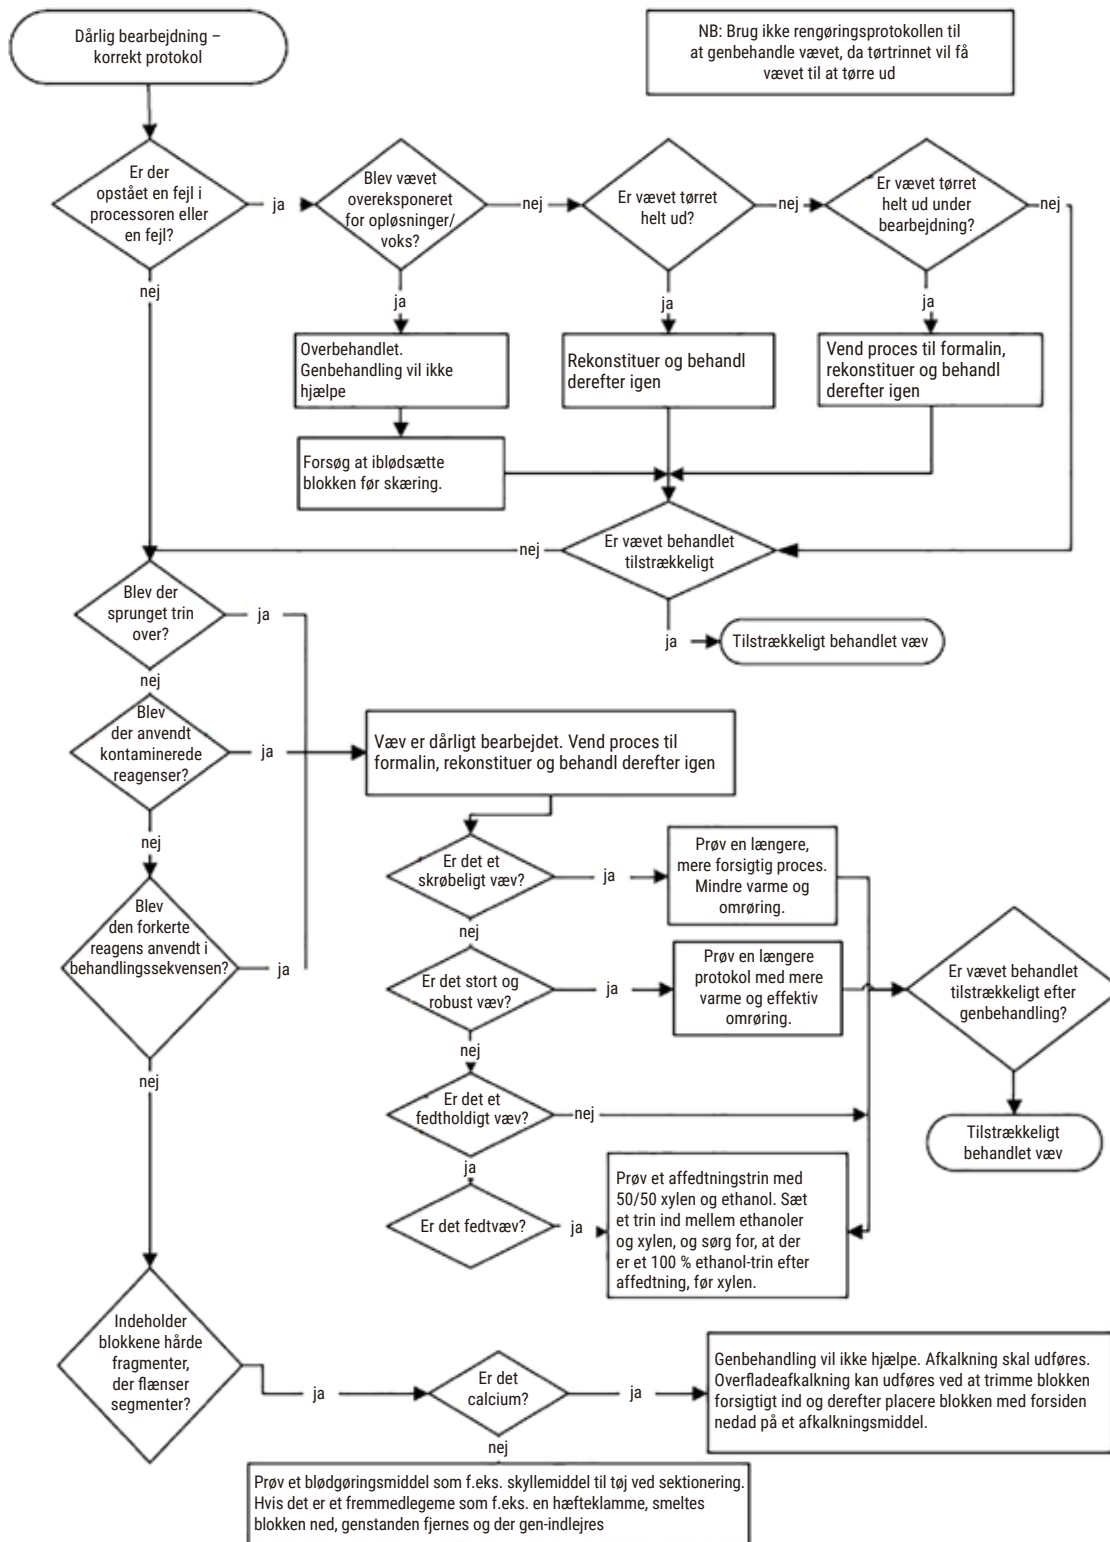 Dårlig bearbejdning –
korrekt protokol
NB: Brug ikke rengøringsprotokollen til
at genbehandle vævet, da tørtrinnet vil få
vævet til at tørre ud
Er der
opstået en fejl i
processoren eller
en fejl?
ja
Blev vævet
overeksponeret
for opløsninger/
voks?
nej
Er vævet tørret
helt ud?
nej
Er vævet tørret
helt ud under
bearbejdning?
nej
nej
ja
ja
ja
Overbehandlet.
Genbehandling vil ikke
hjælpe
Rekonstituer og behandl
derefter igen
Vend proces til formalin,
rekonstituer og behandl
derefter igen
Forsøg at iblødsætte
blokken før skæring.
Er vævet behandlet
tilstrækkeligt
nej
ja
Tilstrækkeligt behandlet væv
Blev der
sprunget trin
over?
ja
nej
Blev
der anvendt
kontaminerede
reagenser?
ja
Væv er dårligt bearbejdet. Vend proces til
formalin, rekonstituer og behandl derefter igen
nej
Blev
den forkerte
reagens anvendt i
behandlingssekvensen?
ja
nej
Er det et
skrøbeligt væv?
ja
Prøv en længere,
mere forsigtig proces.
Mindre varme og
omrøring.
nej
Er det stort og
robust væv?
ja
Prøv en længere
protokol med mere
varme og effektiv
omrøring.
Er vævet behandlet
tilstrækkeligt efter
genbehandling?
nej
Er det et
fedtholdigt væv?
nej
Tilstrækkeligt
behandlet væv
ja
Er det fedtvæv?
ja
Prøv et affedtningstrin med
50/50 xylen og ethanol. Sæt
et trin ind mellem ethanoler
og xylen, og sørg for, at der
er et 100 % ethanol-trin efter
affedtning, før xylen.
Indeholder
blokkene hårde
fragmenter,
der flænser
segmenter?
ja
Er det
calcium?
ja
Genbehandling vil ikke hjælpe. Afkalkning skal udføres.
Overfladeafkalkning kan udføres ved at trimme blokken
forsigtigt ind og derefter placere blokken med forsiden
nedad på et afkalkningsmiddel.
nej
Prøv et blødgøringsmiddel som f.eks. skyllemiddel til tøj ved sektionering.
Hvis det er et fremmedlegeme som f.eks. en hæfteklamme, smeltes
blokken ned, genstanden fjernes og der gen-indlejres